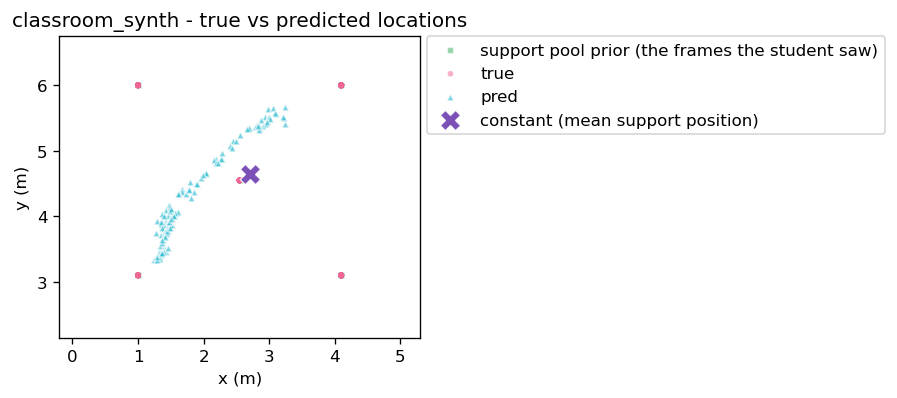 classroom_synth - true vs predicted locations
support pool prior (the frames the student saw)
true
pred
constant (mean support position)
y (m)
6
5
4
3
0 1 2 3 4 5
x (m)